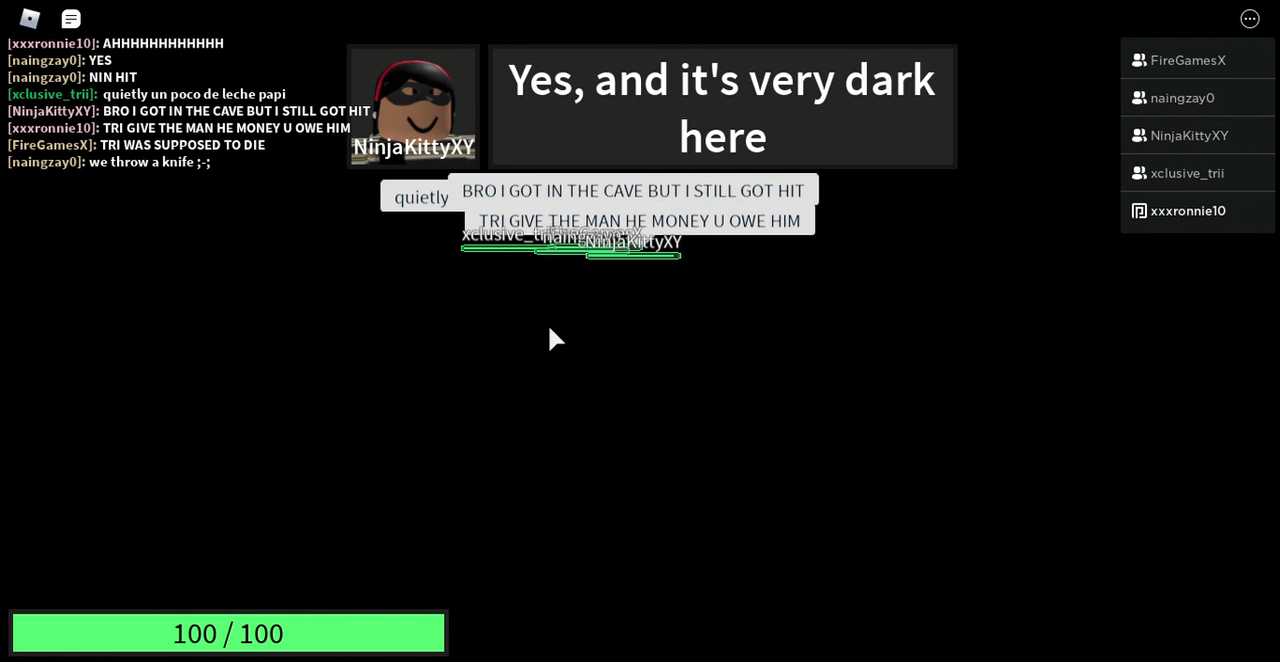 [xxxronnie10]: AHHHHHHHHHHHH
[naingzay0]: YES
[naingzay0]: NIN HIT
[xclusive_trii]: quietly un poco de leche papi
[NinjaKittyXY]: BRO I GOT IN THE CAVE BUT I STILL GOT HIT
[xxxronnie10]: TRI GIVE THE MAN HE MONEY U OWE HIM
[FireGamesX]: TRI WAS SUPPOSED TO DIE
[naingzay0]: we throw a knife ;-;
NinjaKittyXY
Yes, and it's very dark
here
FireGamesX
naingzay0
NinjaKittyXY
xclusive_trii
xxxronnie10
quietly
BRO I GOT IN THE CAVE BUT I STILL GOT HIT
TRI GIVE THE MAN HE MONEY U OWE HIM
NinjaKittyXY
100 / 100